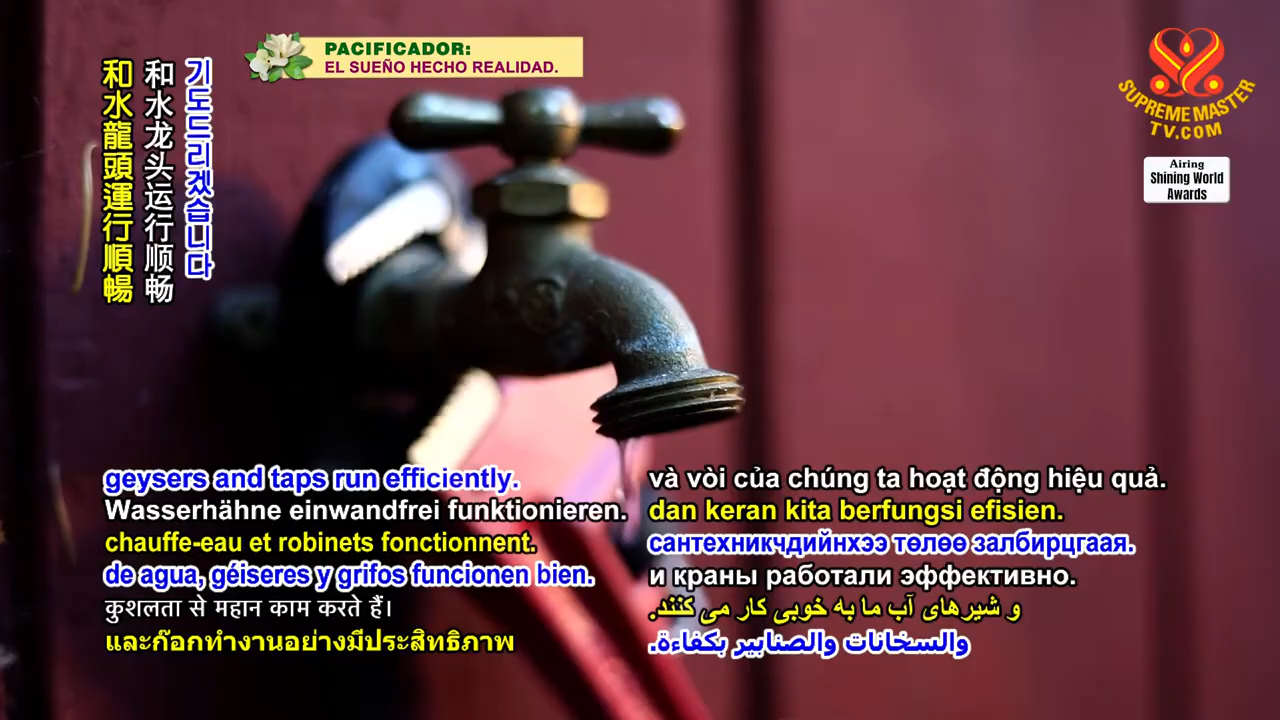 PACIFICADOR:
EL SUEÑO HECHO REALIDAD.
SUPREME MASTER
TV.COM
Airing
Shining World
Awards
기도드리겠습니다
和水龙头运行顺畅
和水龍頭運行順暢
geysers and taps run efficiently.
Wasserhähne einwandfrei funktionieren.
chauffe-eau et robinets fonctionnent.
de agua, géiseres y grifos funcionen bien.
कुशलता से महान काम करते हैं।
และก๊อกทำงานอย่างมีประสิทธิภาพ
và vòi của chúng ta hoạt động hiệu quả.
dan keran kita berfungsi efisien.
сантехникчдийнхээ төлөө залбирцгаая.
и краны работали эффективно.
و شیرهای آب ما به خوبی کار می کنند.
والسخانات والصنابير بكفاءة.